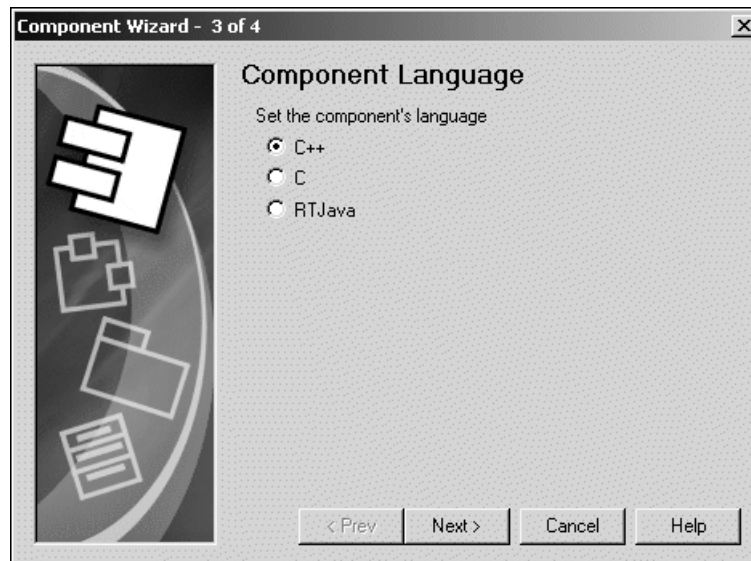 Component Wizard - 3 of 4
Component Language
Set the component's language
C++
C
RTJava
< Prev Next > Cancel Help